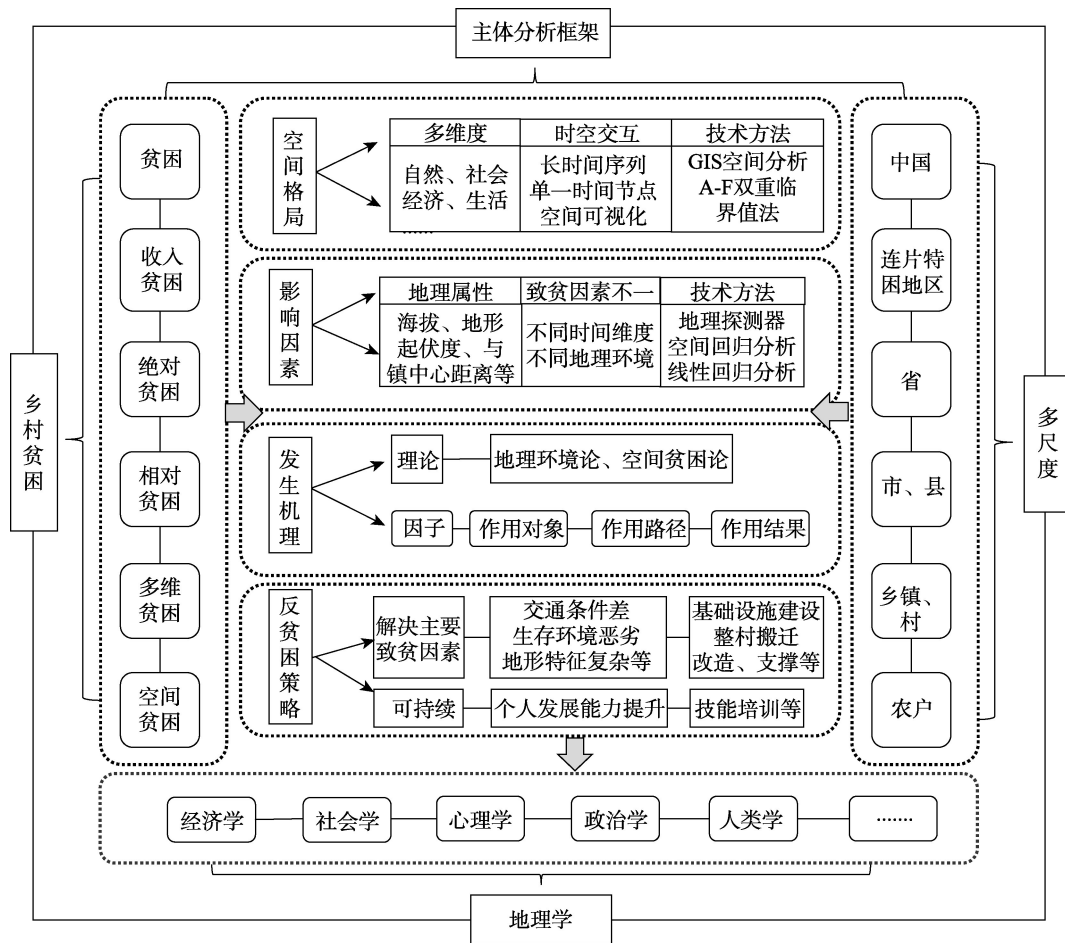 主体分析框架
乡村贫困
贫困
收入
贫困
绝对
贫困
相对
贫困
多维
贫困
空间
贫困
空间格局
多维度
时空交互
技术方法
自然、社会
经济、生活
......
长时间序列
单一时间节点
空间可视化
GIS空间分析
A-F双重临
界值法
影响因素
地理属性
致贫因素不一
技术方法
海拔、地形
起伏度、与
镇中心距离等
不同时间维度
不同地理环境
地理探测器
空间回归分析
线性回归分析
发生机理
理论
地理环境论、空间贫困论
因子
作用对象
作用路径
作用结果
反贫困策略
解决主要
致贫因素
交通条件差
生存环境恶劣
地形特征复杂等
基础设施建设
整村搬迁
改造、支撑等
可持续
个人发展能力提升
技能培训等
中国
连片特
困地区
省
市、县
乡镇、
村
农户
多尺度
经济学
社会学
心理学
政治学
人类学
.......
地理学